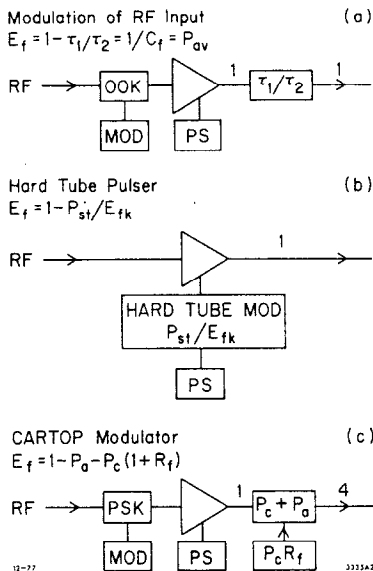 Modulation of RF Input (a)
E_f = 1 - τ_1/τ_2 = 1/C_f = P_av
RF OOK 1 τ_1/τ_2 1
MOD PS
Hard Tube Pulser (b)
E_f = 1 - P_st/E_fk
RF 1
HARD TUBE MOD
P_st/E_fk
PS
CARTOP Modulator (c)
E_f = 1 - P_a - P_c(1 + R_f)
RF PSK 1 P_c + P_a 4
MOD PS P_cR_f
12-77 3335A2